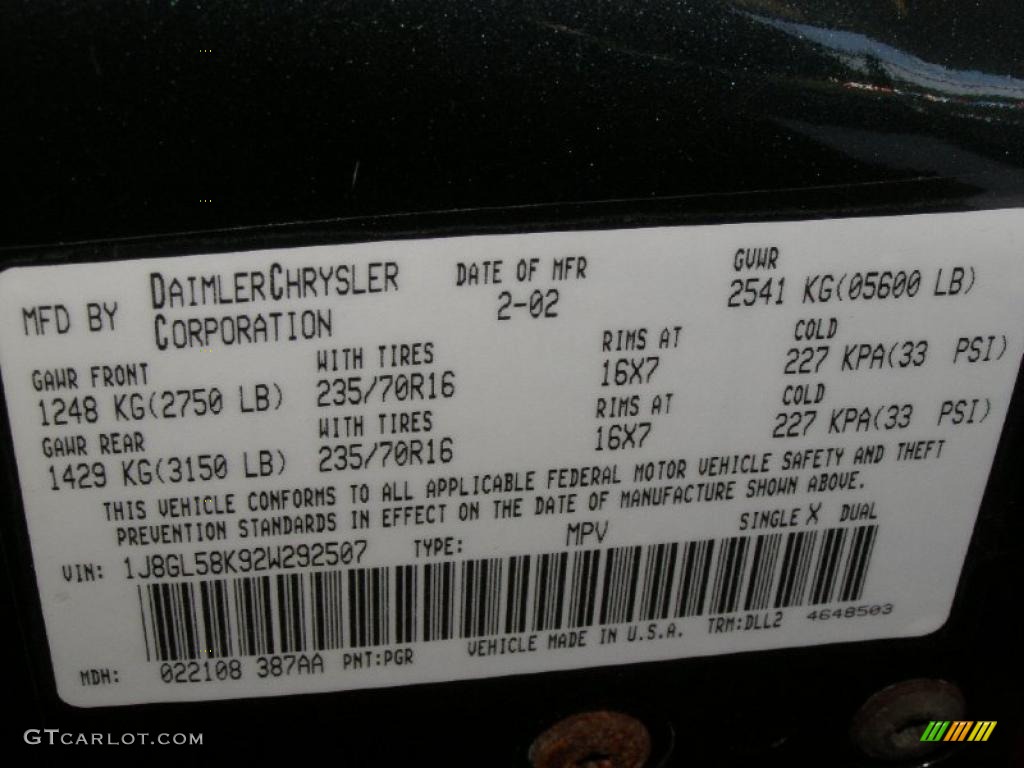 MFD BY DAIMLERCHRYSLER CORPORATION
DATE OF MFR
2-02
GVWR
2541 KG(05600 LB)
GAWR FRONT WITH TIRES RIMS AT COLD
1248 KG(2750 LB) 235/70R16 16X7 227 KPA(33 PSI)
GAWR REAR WITH TIRES RIMS AT COLD
1429 KG(3150 LB) 235/70R16 16X7 227 KPA(33 PSI)
THIS VEHICLE CONFORMS TO ALL APPLICABLE FEDERAL MOTOR VEHICLE SAFETY AND THEFT
PREVENTION STANDARDS IN EFFECT ON THE DATE OF MANUFACTURE SHOWN ABOVE.
VIN: 1J8GL58K92W292507 TYPE: MPV SINGLE X DUAL
MDH: 022108 387AA PNT:PGR VEHICLE MADE IN U.S.A. TRM:DLL2 4648503
GTCARLOT.COM